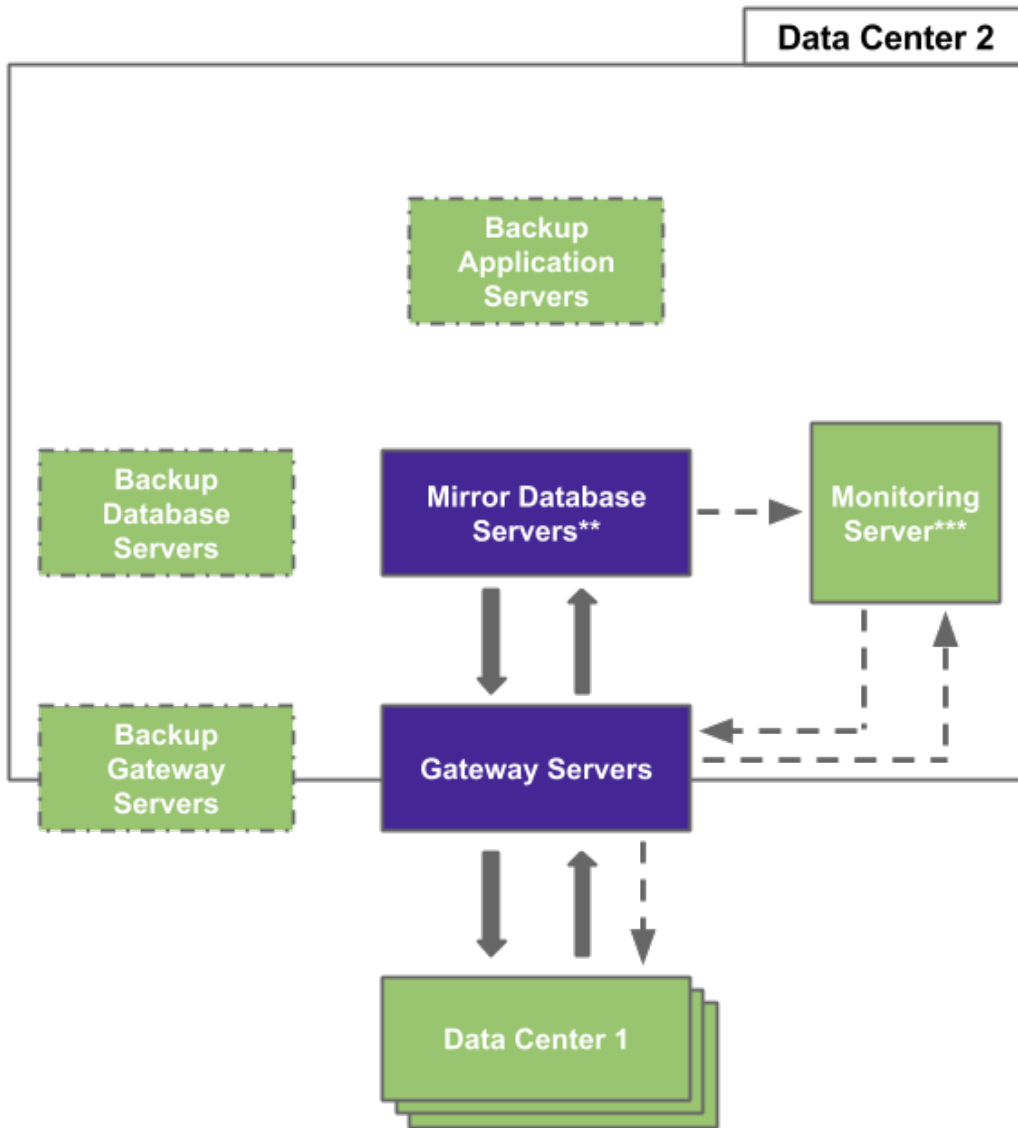 Data Center 2
Backup
Application
Servers
Backup
Database
Servers
Mirror Database
Servers**
Monitoring
Server***
Backup
Gateway
Servers
Gateway Servers
Data Center 1